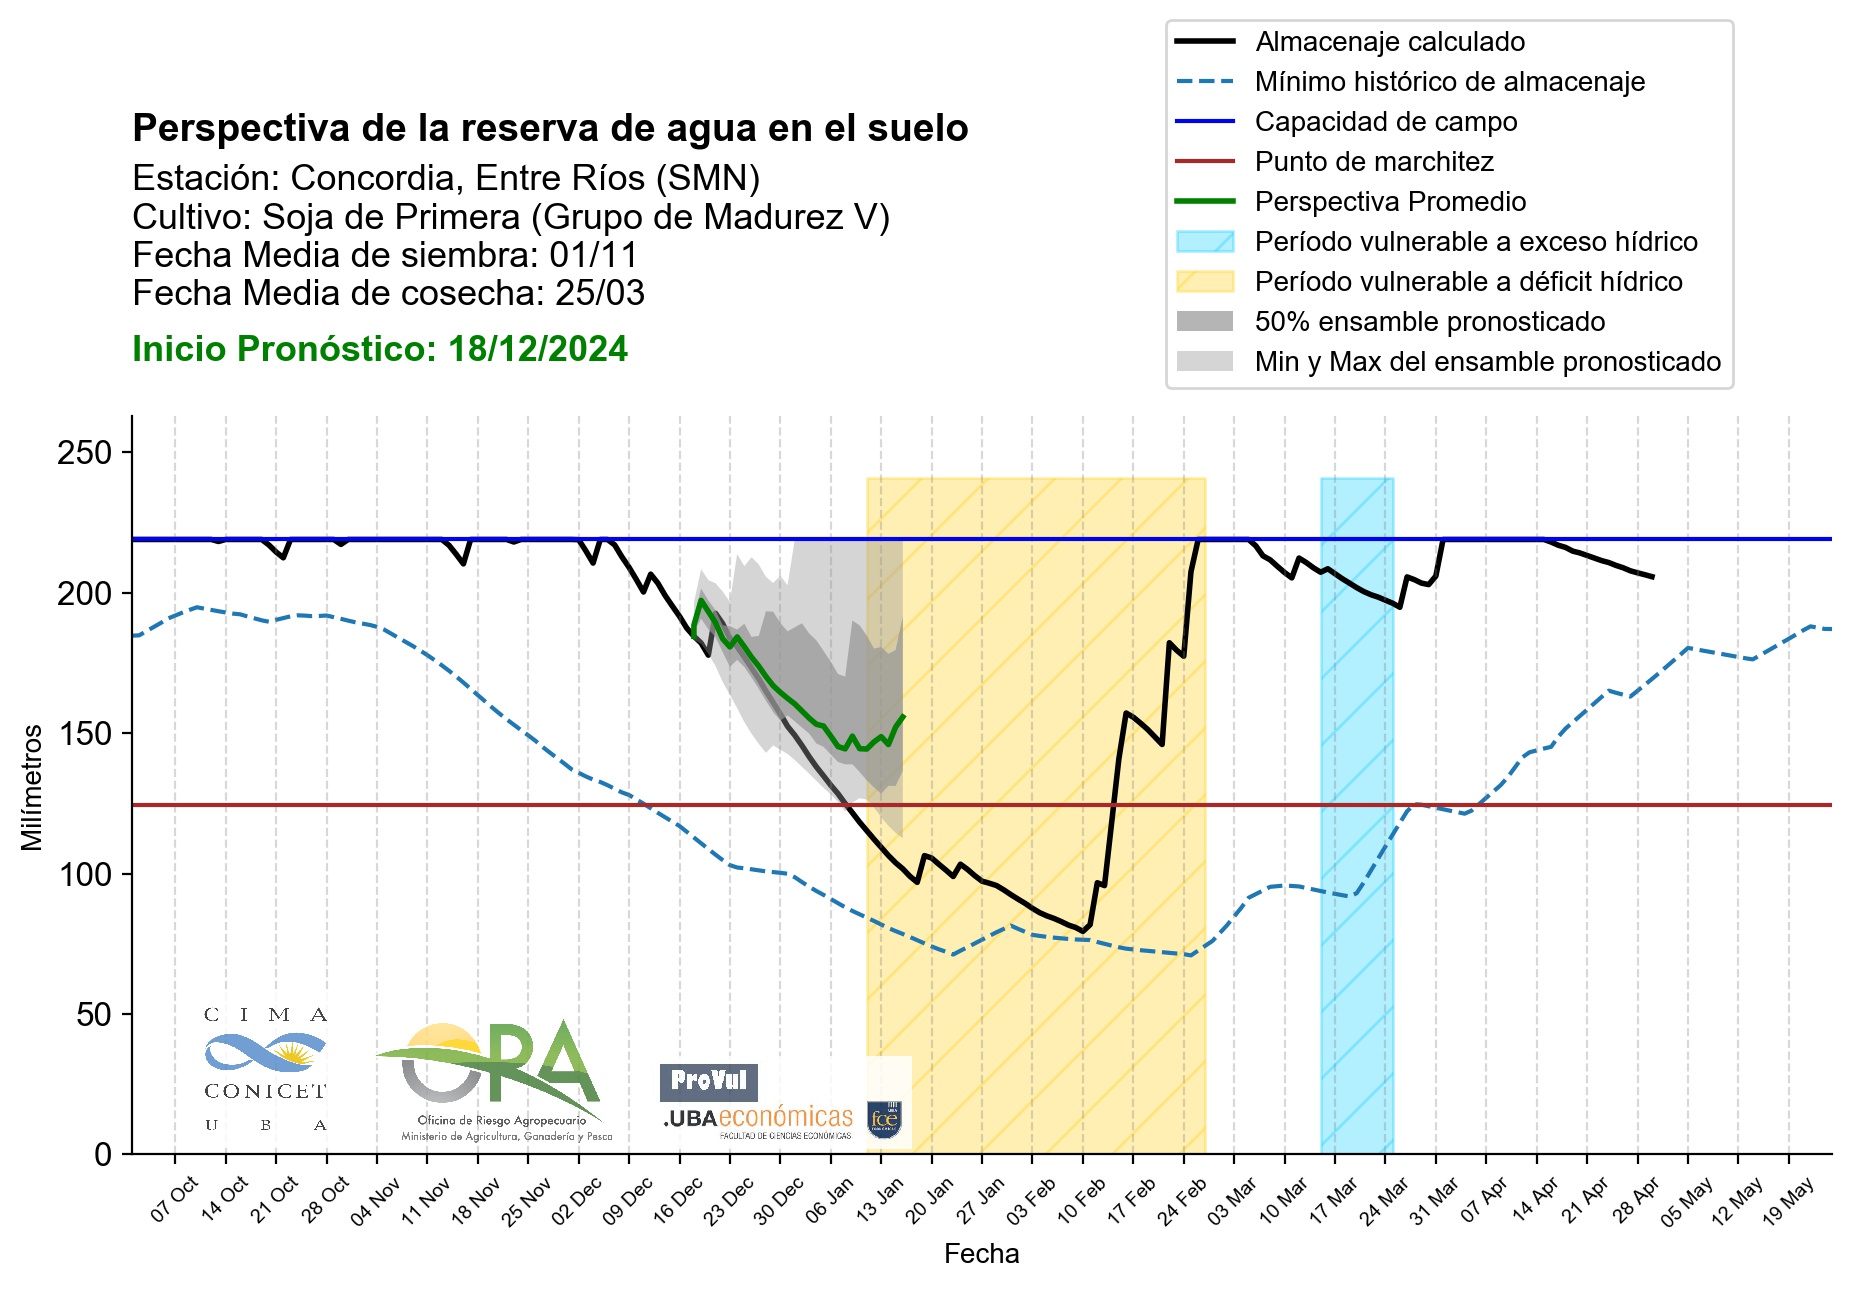 Almacenaje calculado
Mínimo histórico de almacenaje
Capacidad de campo
Punto de marchitez
Perspectiva Promedio
Período vulnerable a exceso hídrico
Período vulnerable a déficit hídrico
50% ensamble pronosticado
Min y Max del ensamble pronosticado
Perspectiva de la reserva de agua en el suelo
Estación: Concordia, Entre Ríos (SMN)
Cultivo: Soja de Primera (Grupo de Madurez V)
Fecha Media de siembra: 01/11
Fecha Media de cosecha: 25/03
Inicio Pronóstico: 18/12/2024
250
200
150
100
50
0
Milímetros
CIMA
CONICET
UBA
OPA
Oficina de Riesgo Agropecuario
Ministerio de Agricultura, Ganadería y Pesca
ProVul
.UBAeconómicas
FACULTAD DE CIENCIAS ECONÓMICAS
UBA
fce
07 Oct
14 Oct
21 Oct
28 Oct
04 Nov
11 Nov
18 Nov
25 Nov
02 Dec
09 Dec
16 Dec
23 Dec
30 Dec
06 Jan
13 Jan
20 Jan
27 Jan
03 Feb
10 Feb
17 Feb
24 Feb
03 Mar
10 Mar
17 Mar
24 Mar
31 Mar
07 Apr
14 Apr
21 Apr
28 Apr
05 May
12 May
19 May
Fecha